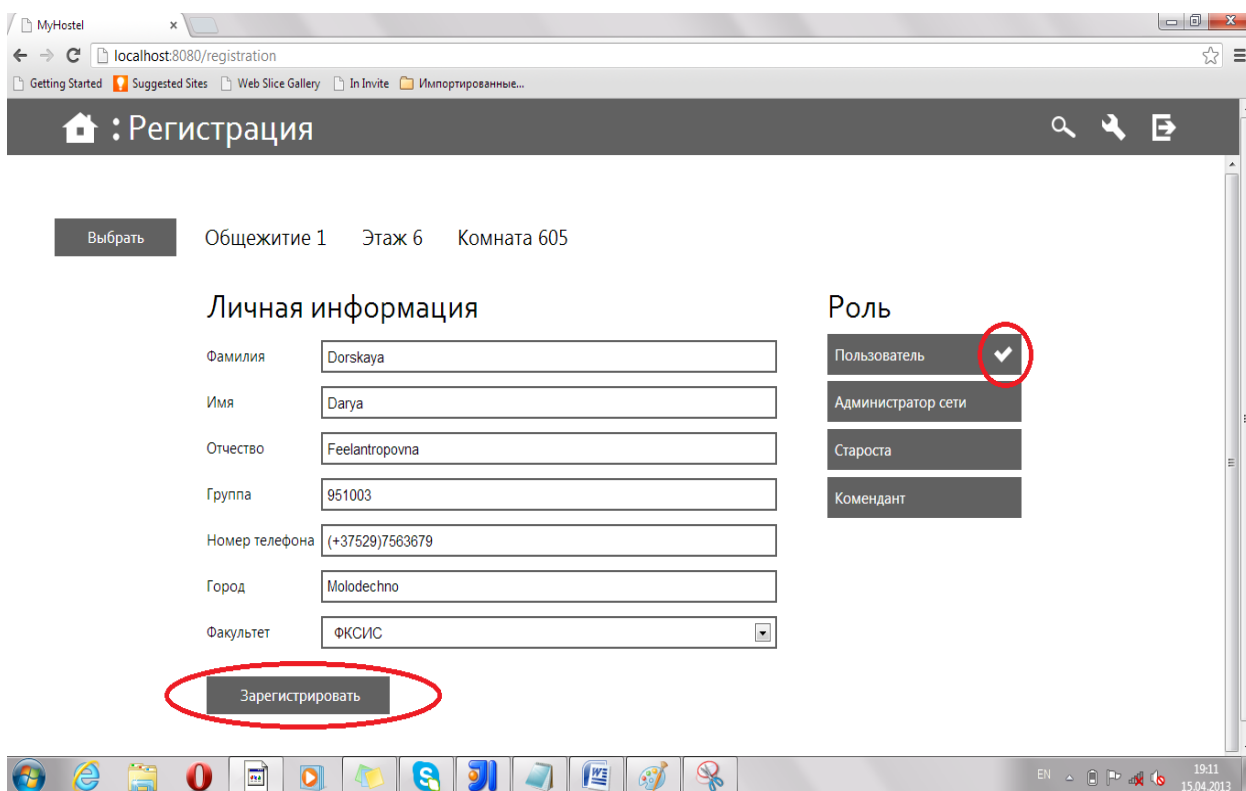 MyHostel
localhost:8080/registration
Getting Started Suggested Sites Web Slice Gallery In Invite Импортированные...
: Регистрация
Выбрать Общежитие 1 Этаж 6 Комната 605
Личная информация
Фамилия Dorskaya
Имя Darya
Отчество Feelantropovna
Группа 951003
Номер телефона (+37529)7563679
Город Molodechno
Факультет ФКСИС
Зарегистрировать
Роль
Пользователь
Администратор сети
Староста
Комендант
EN 19:11
15.04.2013